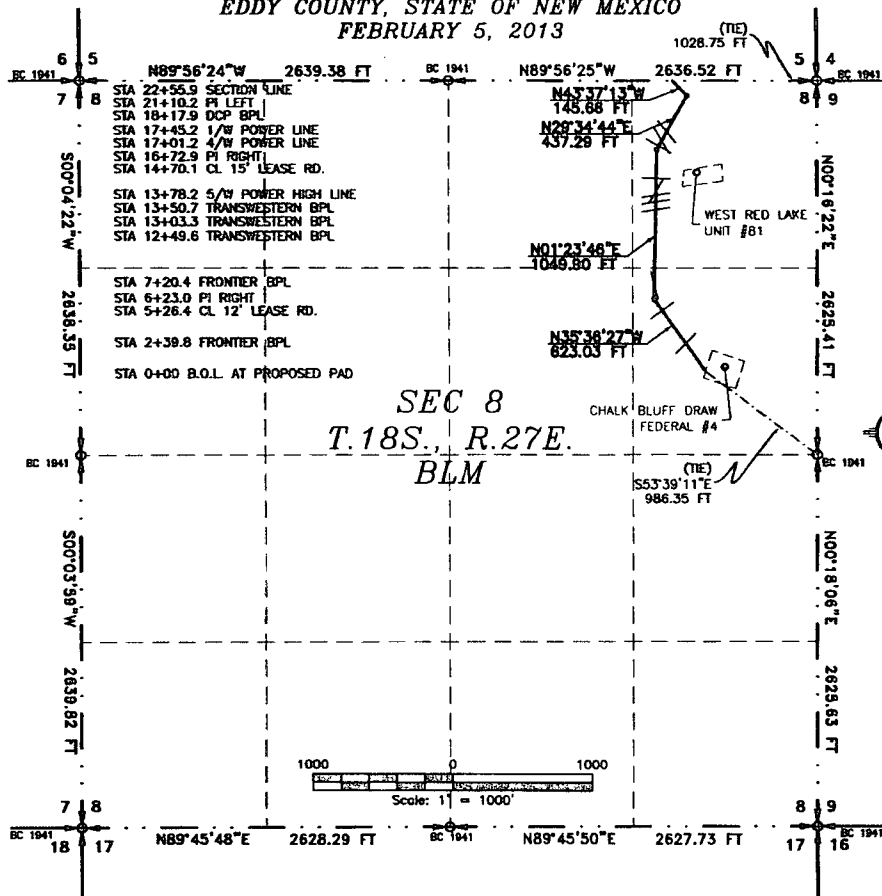 EDDY COUNTY, STATE OF NEW MEXICO
FEBRUARY 5, 2013
(TIE)
1028.75 FT
6 5
5 4
BC 1941
N89°56'24"W 2639.38 FT
BC 1941
N89°56'25"W 2636.52 FT
7 8
8 9
STA 22+55.9 SECTION LINE
STA 21+10.2 PI LEFT
STA 18+17.9 DCP BPL
STA 17+45.2 1/W POWER LINE
STA 17+01.2 4/W POWER LINE
STA 16+72.9 PI RIGHT
STA 14+70.1 CL 15' LEASE RD.
STA 13+78.2 5/W POWER HIGH LINE
STA 13+50.7 TRANSWESTERN BPL
STA 13+03.3 TRANSWESTERN BPL
STA 12+49.6 TRANSWESTERN BPL
STA 7+20.4 FRONTIER BPL
STA 6+23.0 PI RIGHT
STA 5+26.4 CL 12' LEASE RD.
STA 2+39.8 FRONTIER BPL
STA 0+00 B.O.L. AT PROPOSED PAD
N43°37'13"W
145.68 FT
N29°34'44"E
437.29 FT
WEST RED LAKE
UNIT #81
N01°23'46"E
1049.80 FT
N35°36'27"W
623.03 FT
S00°04'22"W 2638.35 FT
N00°16'22"E 2625.41 FT
SEC 8
T.18S., R.27E.
BLM
CHALK BLUFF DRAW
FEDERAL #4
(TIE)
S53°39'11"E
986.35 FT
BC 1941
BC 1941
S00°03'59"W 2639.82 FT
N00°18'06"E 2625.63 FT
1000 0 1000
Scale: 1" = 1000'
7 8
8 9
BC 1941
N89°45'48"E 2628.29 FT
BC 1941
N89°45'50"E 2627.73 FT
BC 1941
18 17
17 16